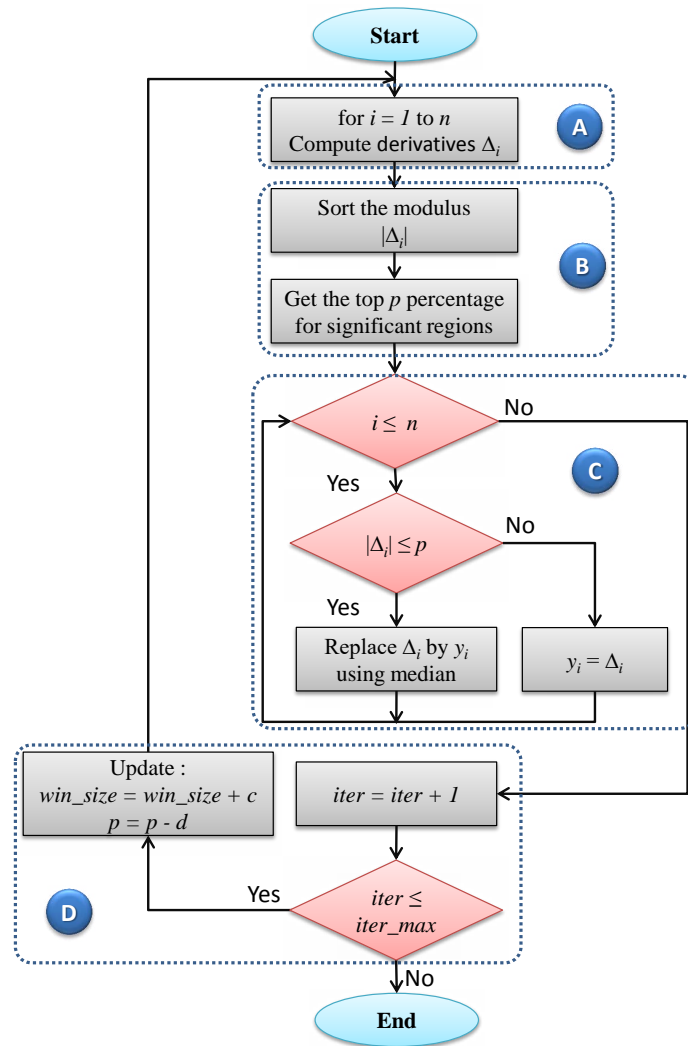 Start
for i = 1 to n
Compute derivatives Δi
A
Sort the modulus
|Δi|
B
Get the top p percentage
for significant regions
i ≤ n
No
C
Yes
|Δi| ≤ p
No
Yes
Replace Δi by yi
using median
yi = Δi
Update :
win_size = win_size + c
p = p - d
iter = iter + 1
D
Yes
iter ≤
iter_max
No
End